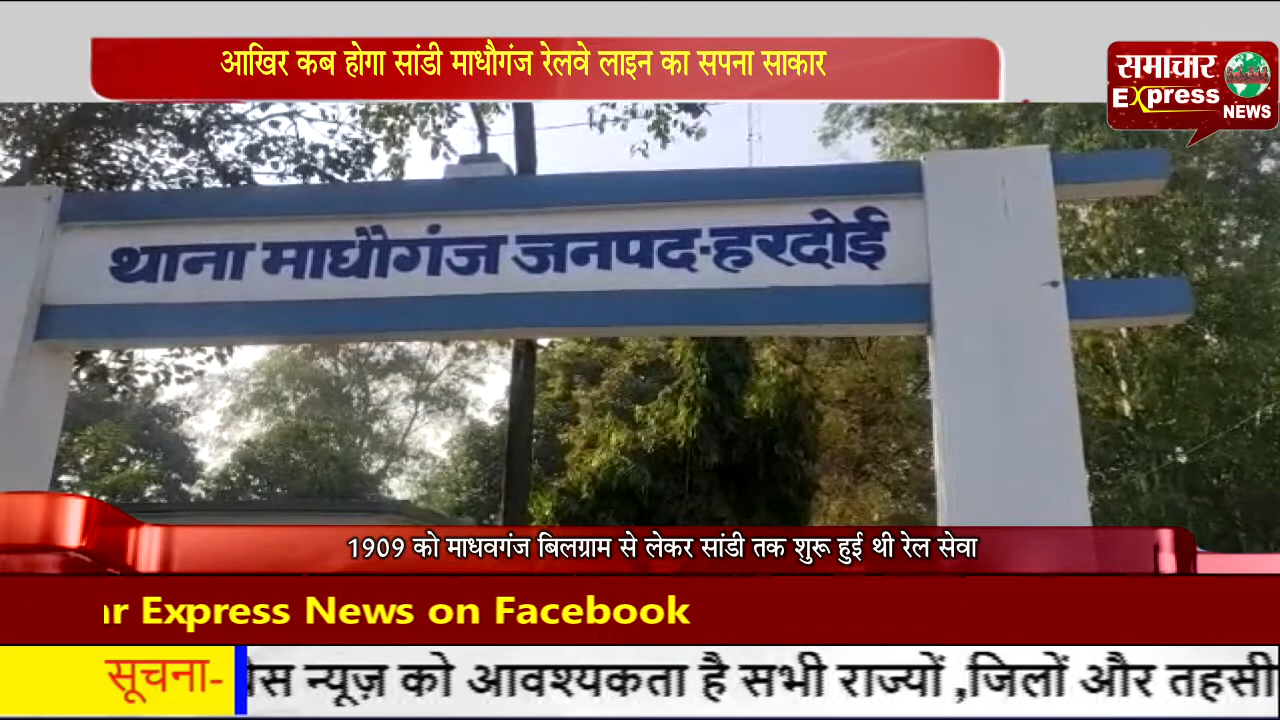 आखिर कब होगा सांडी माधौगंज रेलवे लाइन का सपना साकार
समाचार
Express
NEWS
थाना माधौगंज जनपद-हरदोई
1909 को माधवगंज बिलग्राम से लेकर सांडी तक शुरू हुई थी रेल सेवा
Express News on Facebook
सूचना- न्यूज़ को आवश्यकता है सभी राज्यों ,जिलों और